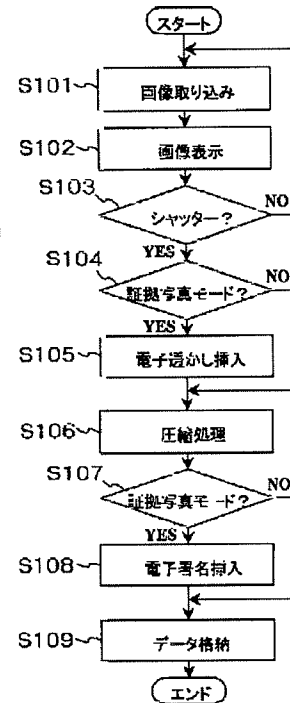 スタート
S101
画像取り込み
S102
画像表示
S103
シャッター?
NO
YES
S104
証拠写真モード?
NO
YES
S105
電子透かし挿入
S106
圧縮処理
S107
証拠写真モード?
NO
YES
S108
電子署名挿入
S109
データ格納
エンド